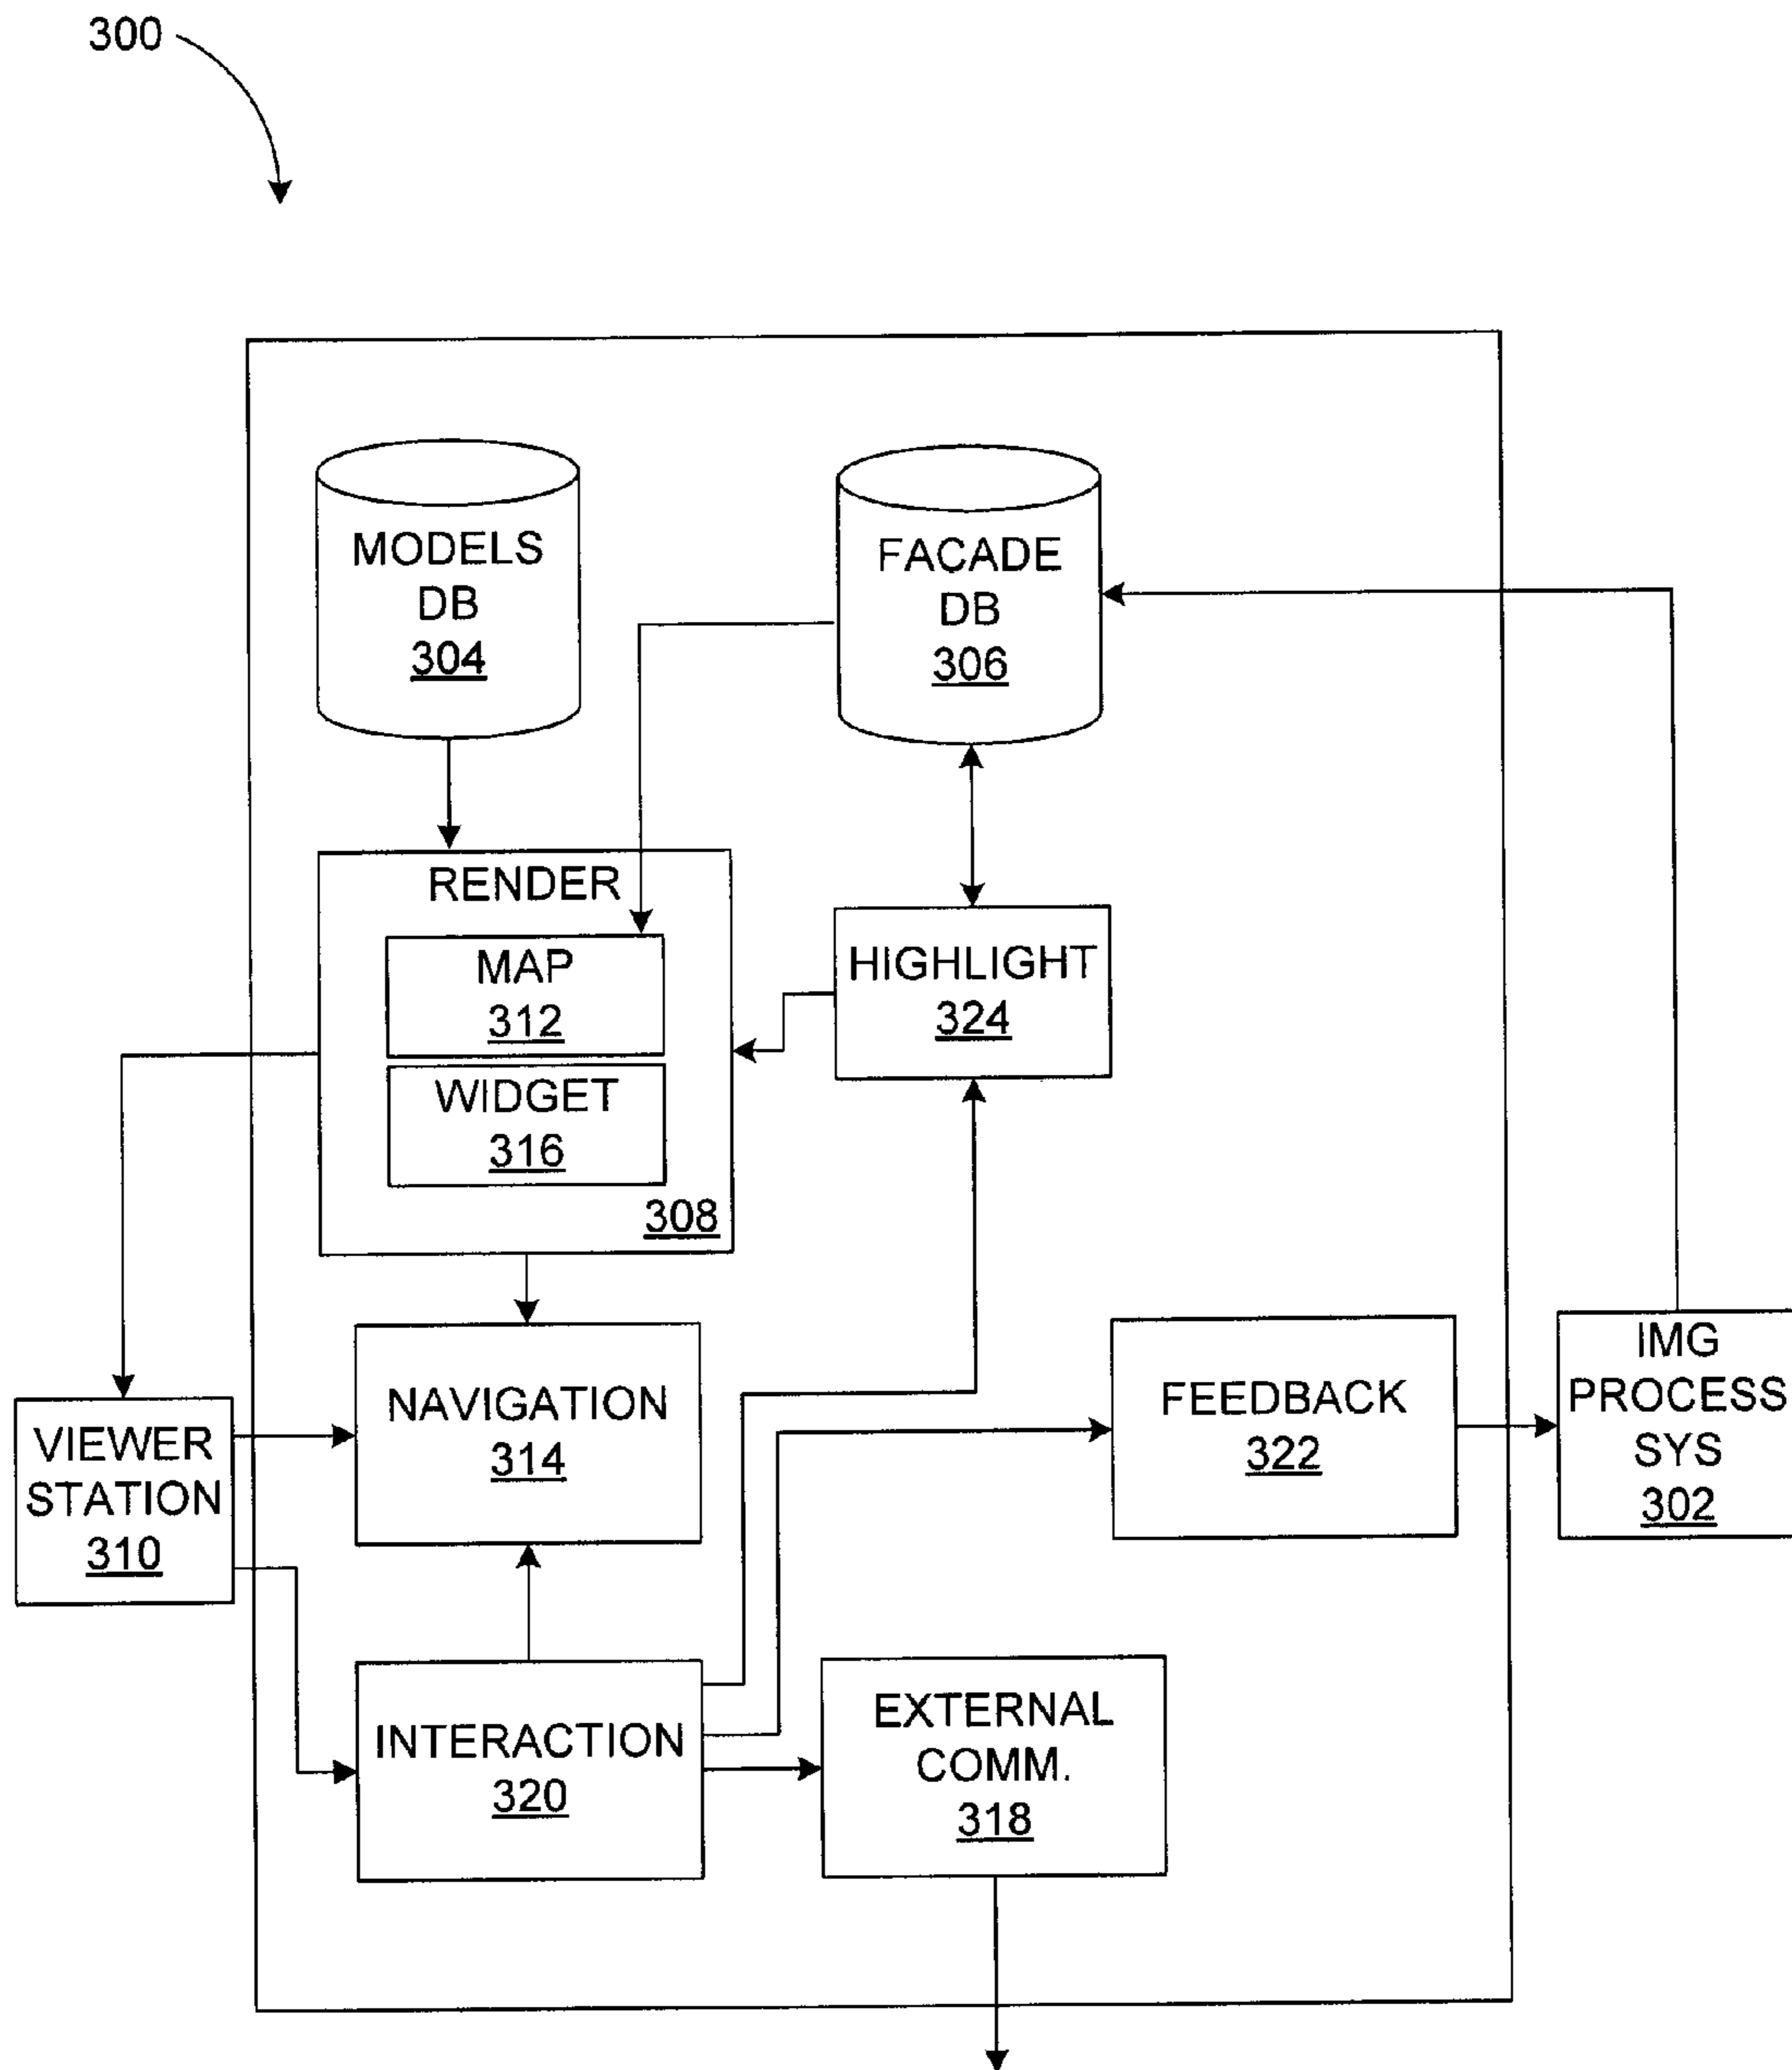 300
MODELS
DB
304
FACADE
DB
306
RENDER
MAP
312
WIDGET
316
308
HIGHLIGHT
324
NAVIGATION
314
VIEWER
STATION
310
FEEDBACK
322
IMG
PROCESS
SYS
302
INTERACTION
320
EXTERNAL
COMM.
318